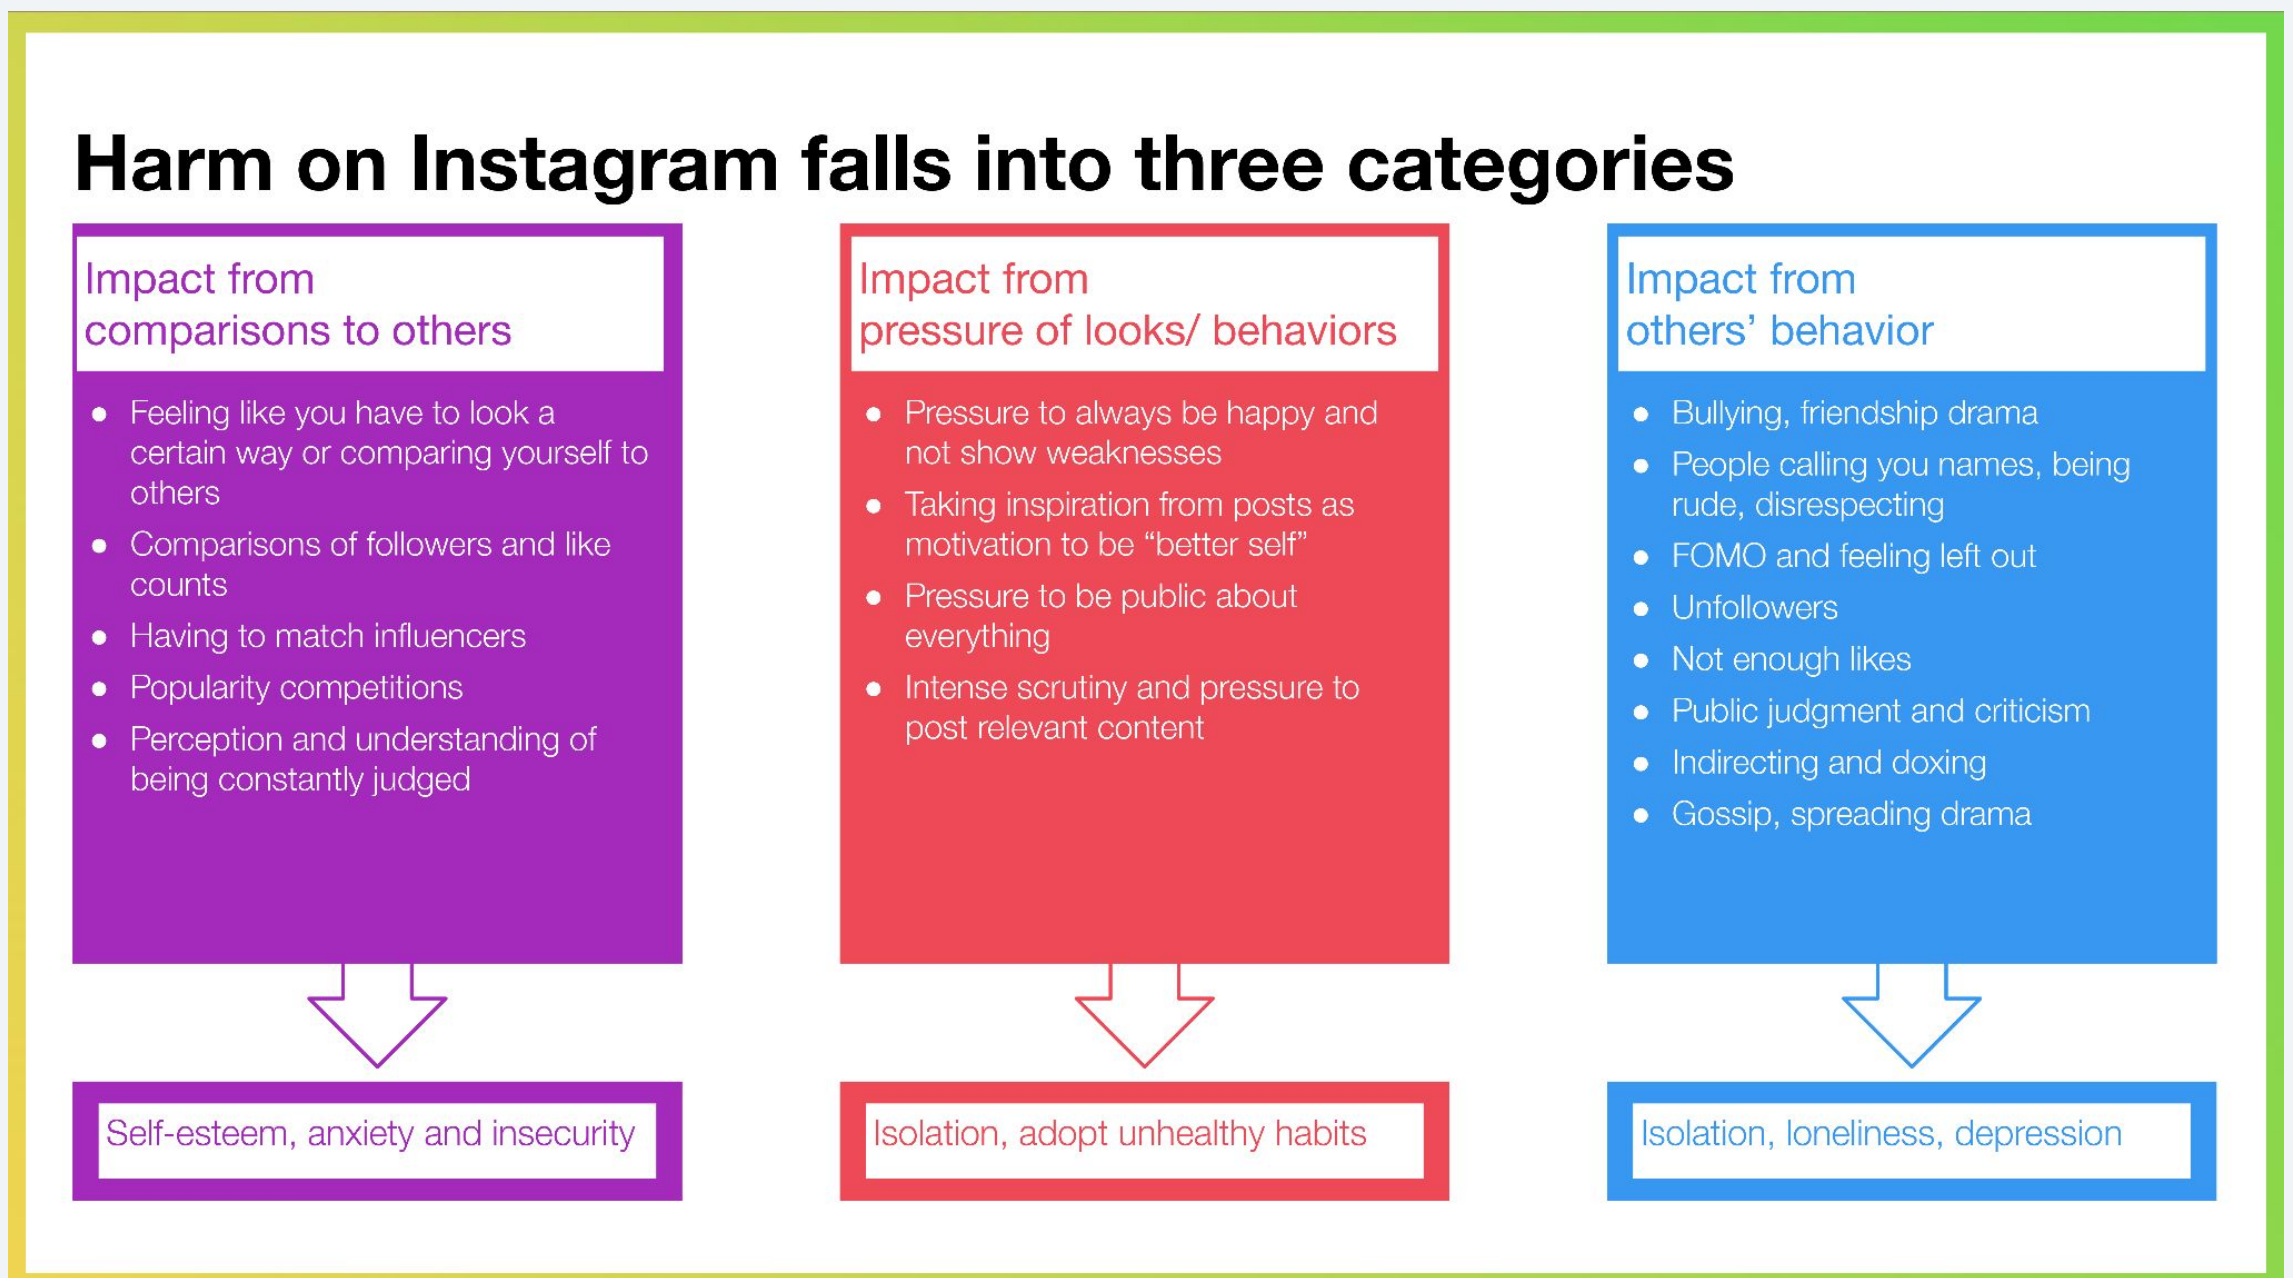 Harm on Instagram falls into three categories
Impact from
comparisons to others
● Feeling like you have to look a
certain way or comparing yourself to
others
● Comparisons of followers and like
counts
● Having to match influencers
● Popularity competitions
● Perception and understanding of
being constantly judged
Self-esteem, anxiety and insecurity
Impact from
pressure of looks/ behaviors
● Pressure to always be happy and
not show weaknesses
● Taking inspiration from posts as
motivation to be “better self”
● Pressure to be public about
everything
● Intense scrutiny and pressure to
post relevant content
Isolation, adopt unhealthy habits
Impact from
others’ behavior
● Bullying, friendship drama
● People calling you names, being
rude, disrespecting
● FOMO and feeling left out
● Unfollowers
● Not enough likes
● Public judgment and criticism
● Indirecting and doxing
● Gossip, spreading drama
Isolation, loneliness, depression